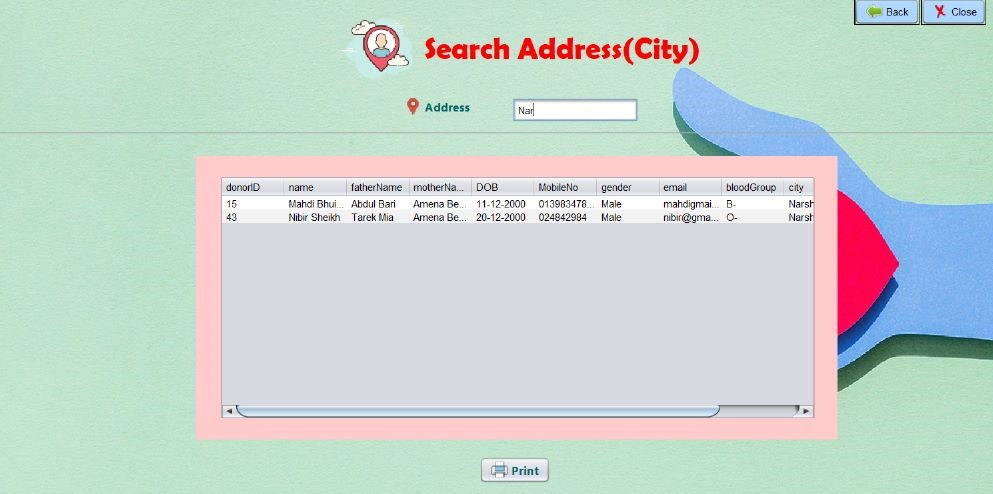 Back Close
Search Address(City)
Address Nar
donorID name fatherName motherNa... DOB MobileNo gender email bloodGroup city
15 Mahdi Bhui... Abdul Bari Amena Be... 11-12-2000 013983478... Male mahdigmai... B- Narsh
43 Nibir Sheikh Tarek Mia Amena Be... 20-12-2000 024842984 Male nibir@gma... O- Narsh
Print